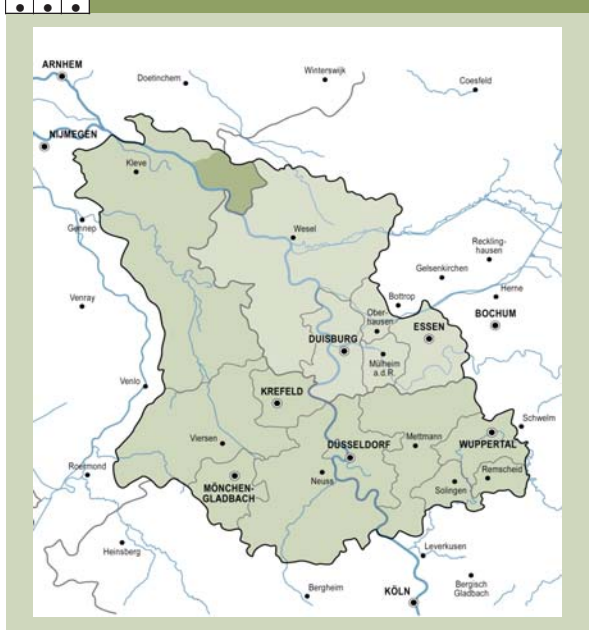 ARNHEM
Doetinchem
Winterswijk
Coesfeld
NIJMEGEN
Kleve
Gennep
Wesel
Reckling-
hausen
Gelsenkirchen
Venray
Bottrop
Herne
Ober-
hausen
ESSEN
BOCHUM
DUISBURG
Mülheim
a.d.R.
Venlo
KREFELD
Schwelm
Viersen
Mettmann
WUPPERTAL
DÜSSELDORF
Roermond
Neuss
Remscheid
MÖNCHEN-
GLADBACH
Solingen
Heinsberg
Leverkusen
Bergheim
KÖLN
Bergisch
Gladbach